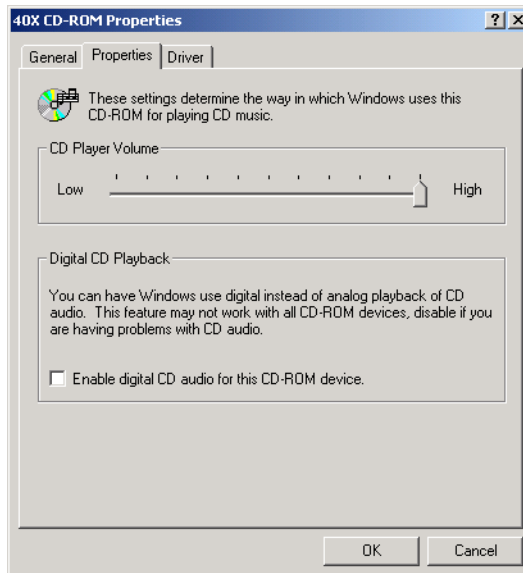 40X CD-ROM Properties
General Properties Driver
These settings determine the way in which Windows uses this
CD-ROM for playing CD music.
CD Player Volume
Low High
Digital CD Playback
You can have Windows use digital instead of analog playback of CD
audio. This feature may not work with all CD-ROM devices, disable if you
are having problems with CD audio.
Enable digital CD audio for this CD-ROM device.
OK Cancel